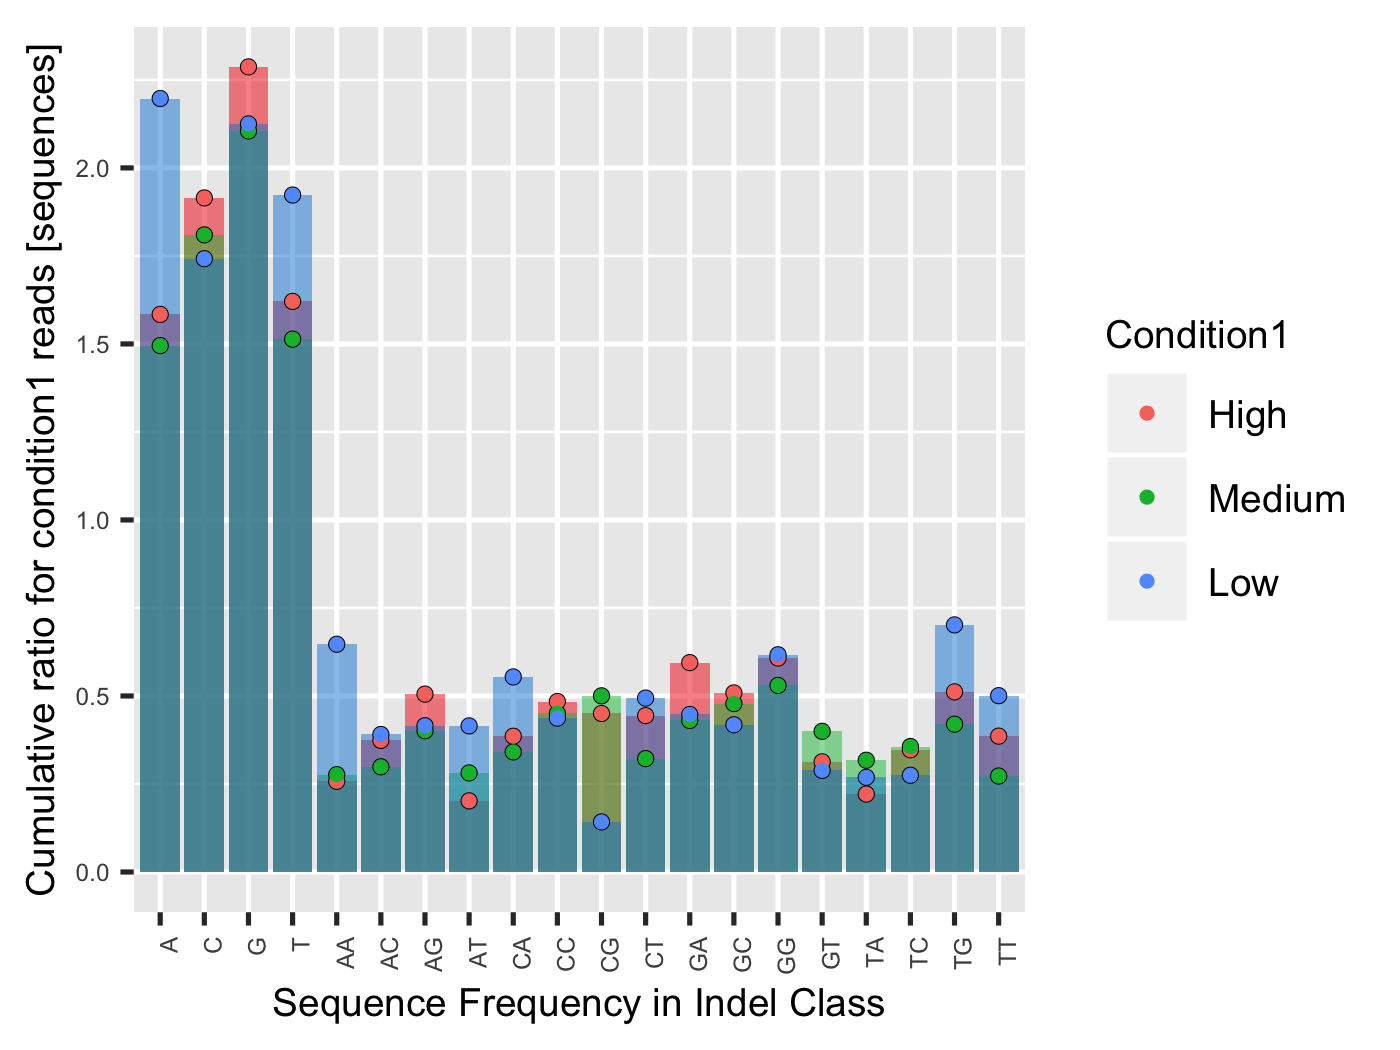 Cumulative ratio for condition1 reads [sequences]
2.0
1.5
1.0
0.5
0.0
A C G T AA AC AG AT CA CC CG CT GA GC GG GT TA TC TG TT
Sequence Frequency in Indel Class
Condition1
High
Medium
Low